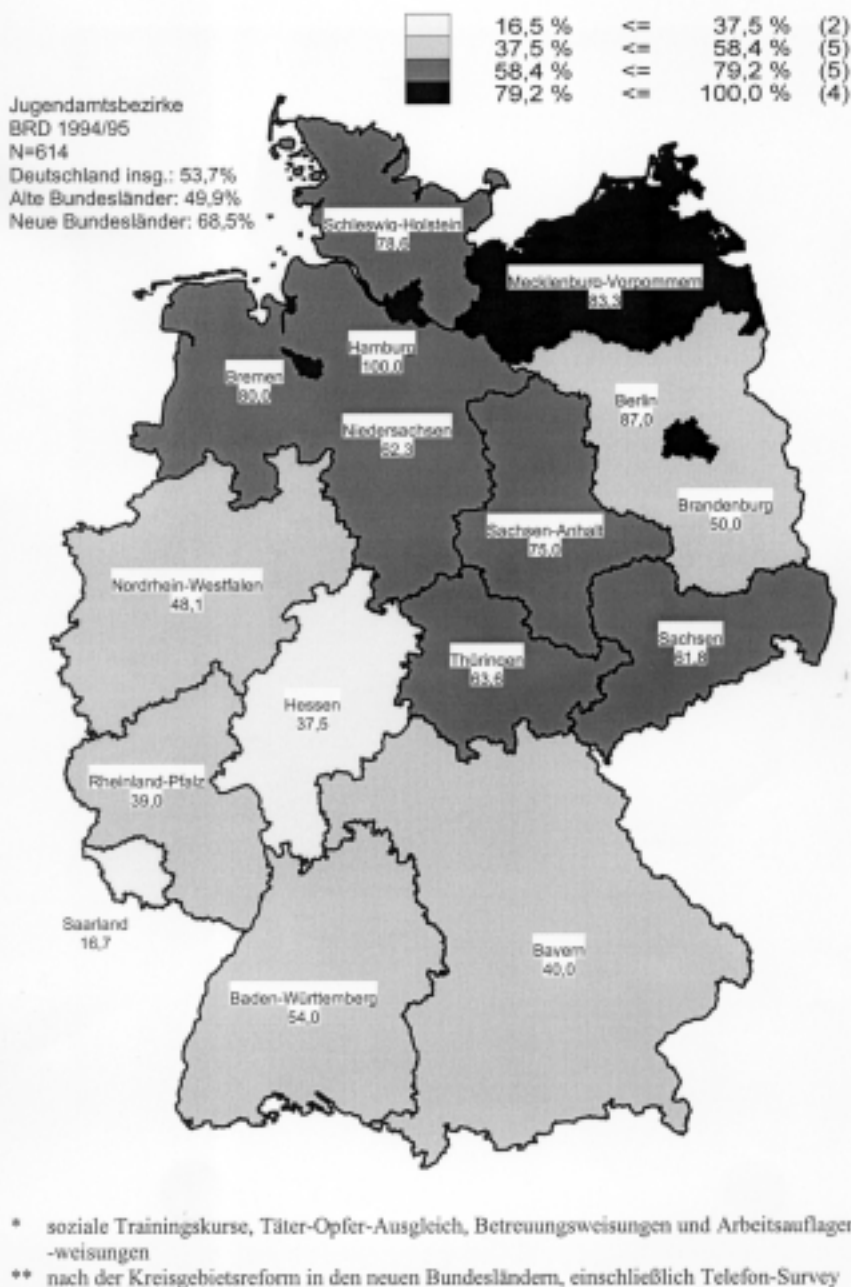 16,5 % <= 37,5 % (2)
37,5 % <= 58,4 % (5)
58,4 % <= 79,2 % (5)
79,2 % <= 100,0 % (4)
Jugendamtsbezirke
BRD 1994/95
N=614
Deutschland insg.: 53,7%
Alte Bundesländer: 49,9%
Neue Bundesländer: 68,5%
Schleswig-Holstein
Mecklenburg-Vorpommern
83,3
Hamburg
100,0
Bremen
80,0
Berlin
87,0
Niedersachsen
62,3
Brandenburg
50,0
Sachsen-Anhalt
75,0
Nordrhein-Westfalen
48,1
Sachsen
61,8
Thüringen
63,6
Hessen
37,5
Rheinland-Pfalz
39,0
Saarland
16,7
Bayern
40,0
Baden-Württemberg
54,0
* soziale Trainingskurse, Täter-Opfer-Ausgleich, Betreuungsweisungen und Arbeitsauflagen
-weisungen
** nach der Kreisgebietsreform in den neuen Bundesländern, einschließlich Telefon-Survey